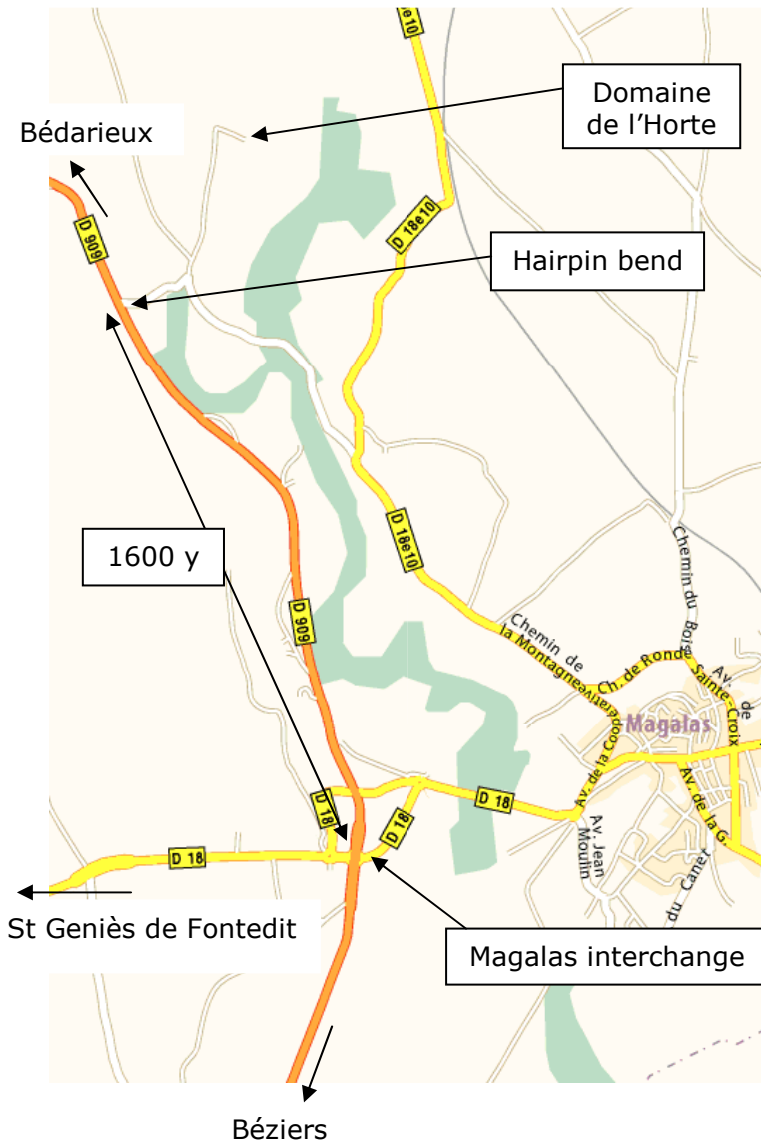 Domaine
de l'Horte
Bédarieux
D 18e10
D 909
Hairpin bend
1600 y
D 18e10
Chemin du Bois
D 909
Chemin de
la Montagne
Ch. de Ronde
Av. de
Sainte-Croix
Magalas
Av. de la Coopérative
D 18
D 18
D 18
D 18
Av. de la G.
Av. Jean
Moulin
du Canet
St Geniès de Fontedit
Magalas interchange
Béziers